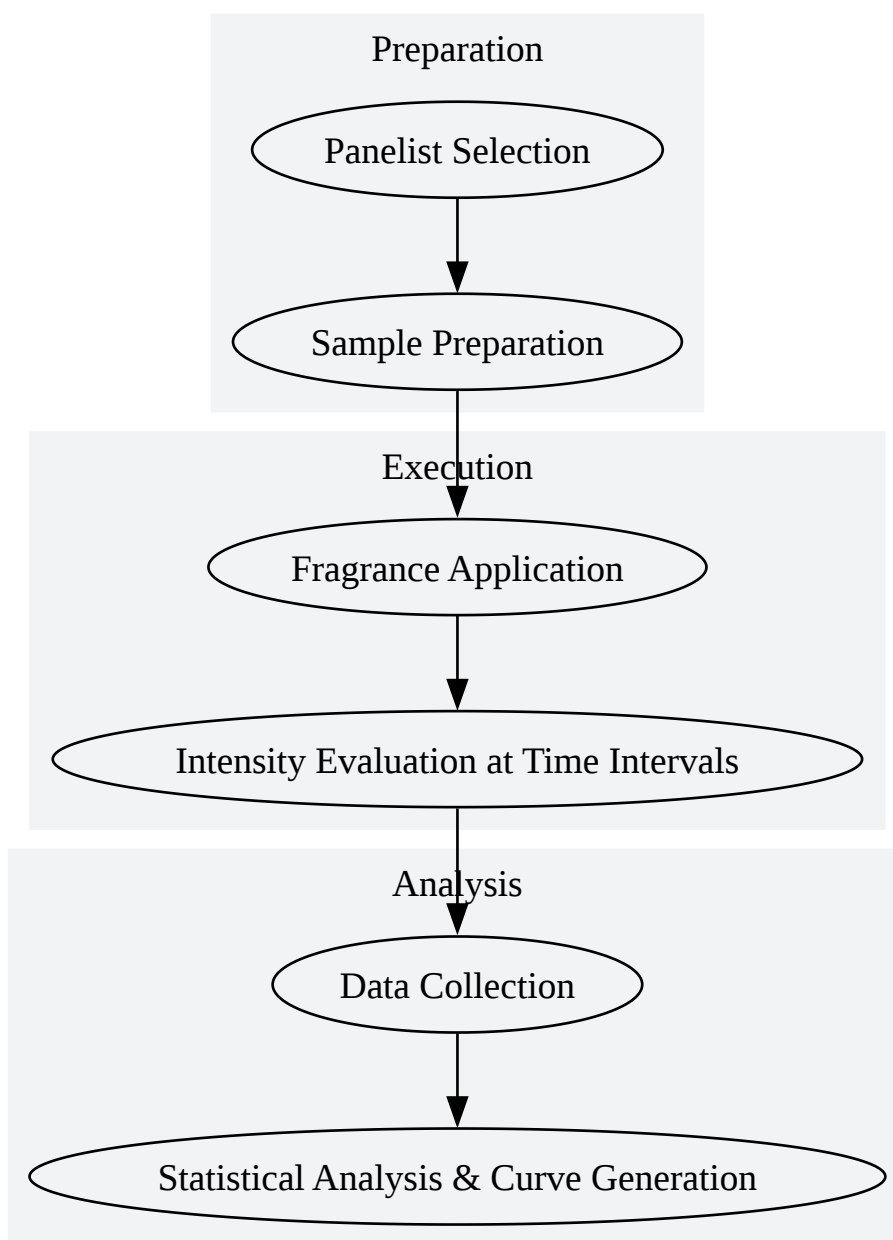 Preparation
Panelist Selection
Sample Preparation
Execution
Fragrance Application
Intensity Evaluation at Time Intervals
Analysis
Data Collection
Statistical Analysis & Curve Generation